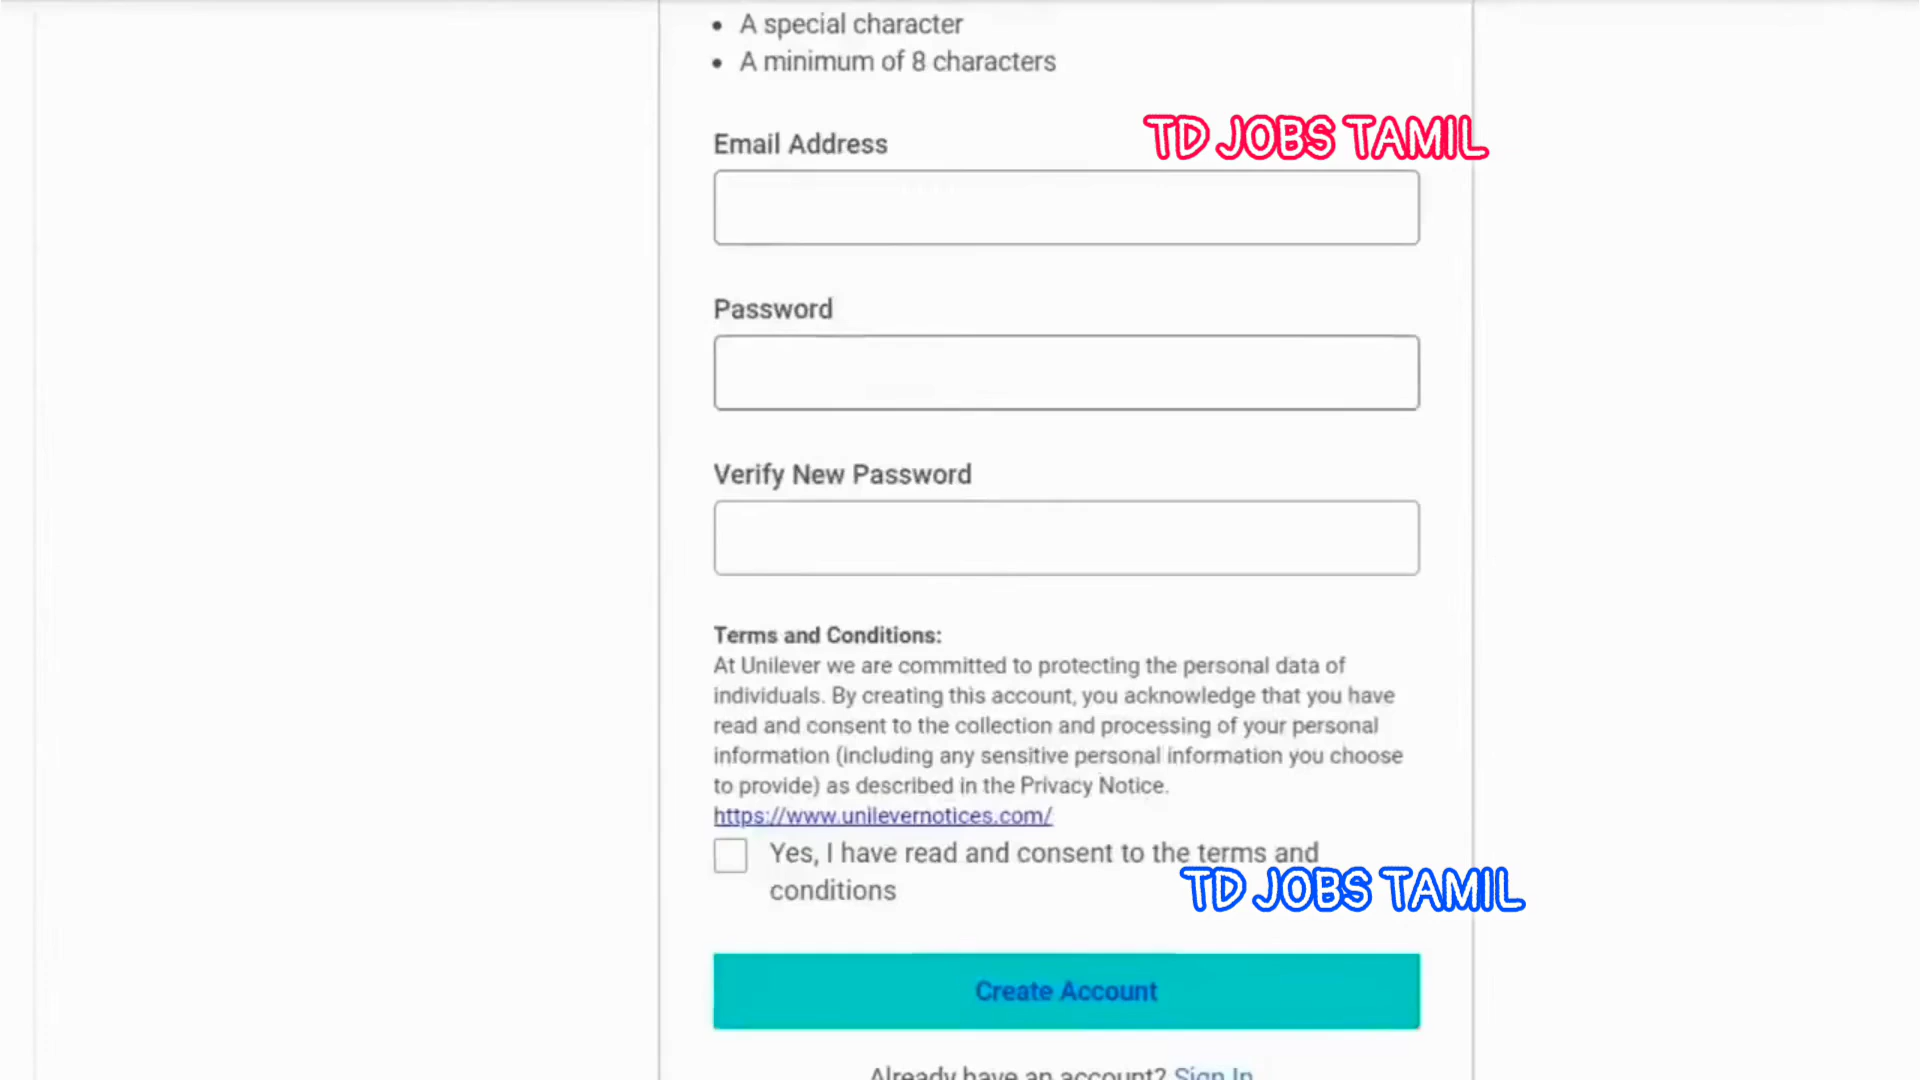 A special character
A minimum of 8 characters
TD JOBS TAMIL
Email Address
Password
Verify New Password
Terms and Conditions:
At Unilever we are committed to protecting the personal data of
individuals. By creating this account, you acknowledge that you have
read and consent to the collection and processing of your personal
information (including any sensitive personal information you choose
to provide) as described in the Privacy Notice.
https://www.unilevernotices.com/
Yes, I have read and consent to the terms and
conditions
TD JOBS TAMIL
Create Account
Already have an account? Sign In